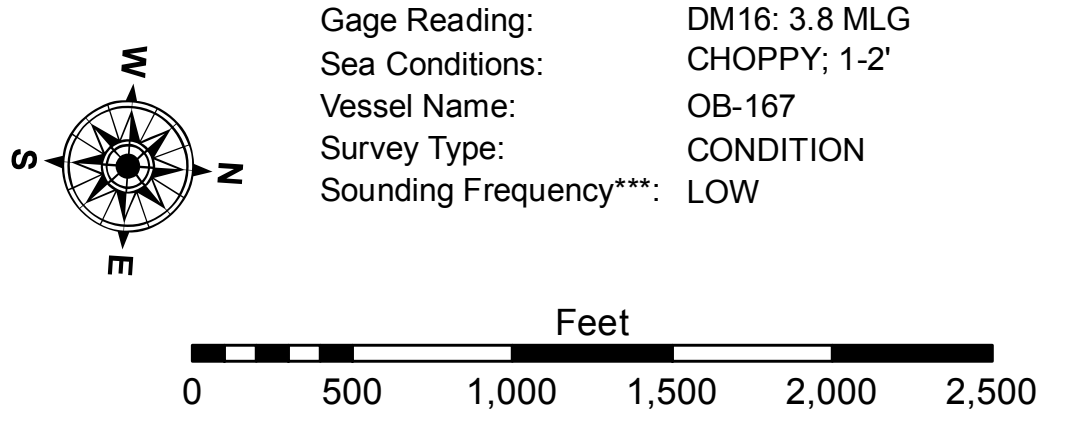 W
S
N
E
Gage Reading: DM16: 3.8 MLG
Sea Conditions: CHOPPY; 1-2'
Vessel Name: OB-167
Survey Type: CONDITION
Sounding Frequency***: LOW
Feet
0 500 1,000 1,500 2,000 2,500